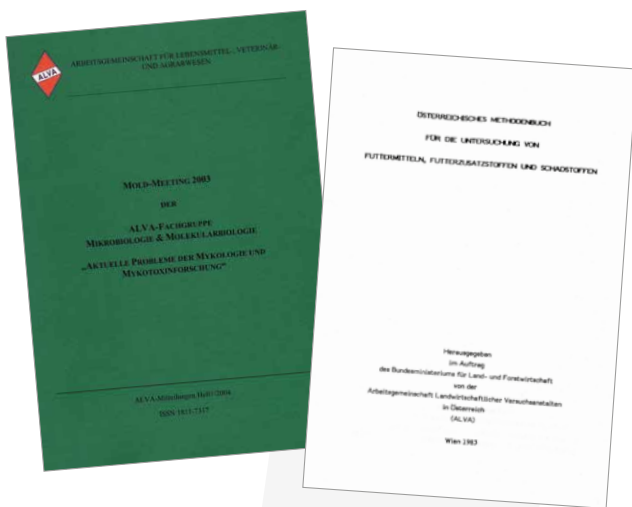 ALVA
ARBEITSGEMEINSCHAFT FÜR LEBENSMITTEL-, VETERINÄR-
UND AGRARWESEN
MOLD-MEETING 2003
DER
ALVA-FACHGRUPPE
MIKROBIOLOGIE & MOLEKULARBIOLOGIE
„AKTUELLE PROBLEME DER MYKOLOGIE UND
MYKOTOXINFORSCHUNG“
ALVA-Mitteilungen Heft1/2004
ISSN 1811-7317
ÖSTERREICHISCHES METHODENBUCH
FÜR DIE UNTERSUCHUNG VON
FUTTERMITTELN, FUTTERZUSATZSTOFFEN UND SCHADSTOFFEN
Herausgegeben
im Auftrag
des Bundesministeriums für Land- und Forstwirtschaft
von der
Arbeitsgemeinschaft Landwirtschaftlicher Versuchsanstalten
in Österreich
(ALVA)
Wien 1983